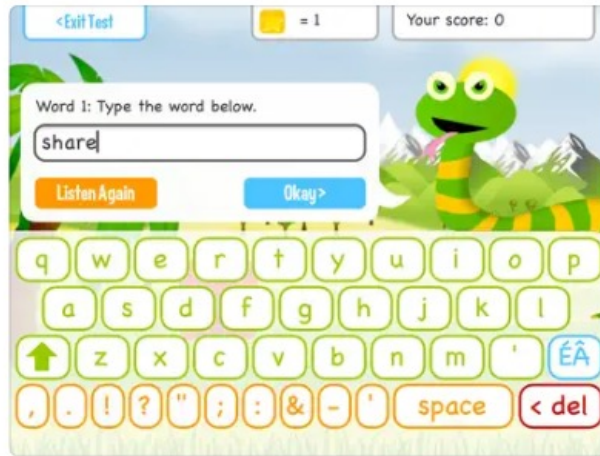 <Exit Test
= 1
Your score: 0
Word 1: Type the word below.
share
Listen Again
Okay>
q w e r t y u i o p
a s d f g h j k l
z x c v b n m ' ÉÂ
, . ! ? " ; : & - ' space < del